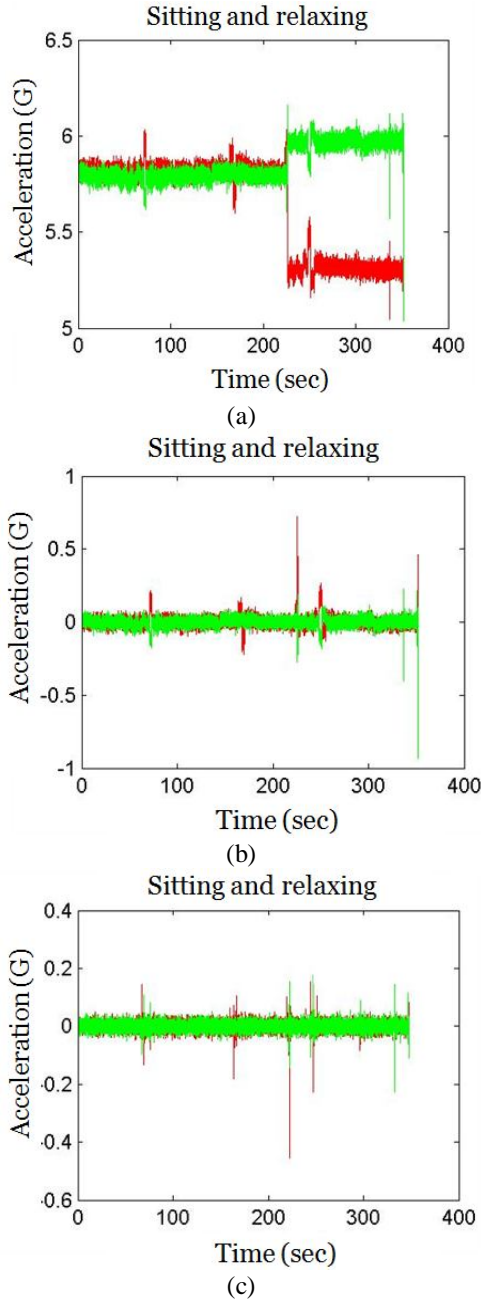 Sitting and relaxing
6.5
6
5.5
5
Acceleration (G)
0 100 200 300 400
Time (sec)
(a)
Sitting and relaxing
1
0.5
0
-0.5
-1
Acceleration (G)
0 100 200 300 400
Time (sec)
(b)
Sitting and relaxing
0.4
0.2
0
-0.2
-0.4
-0.6
Acceleration (G)
0 100 200 300 400
Time (sec)
(c)